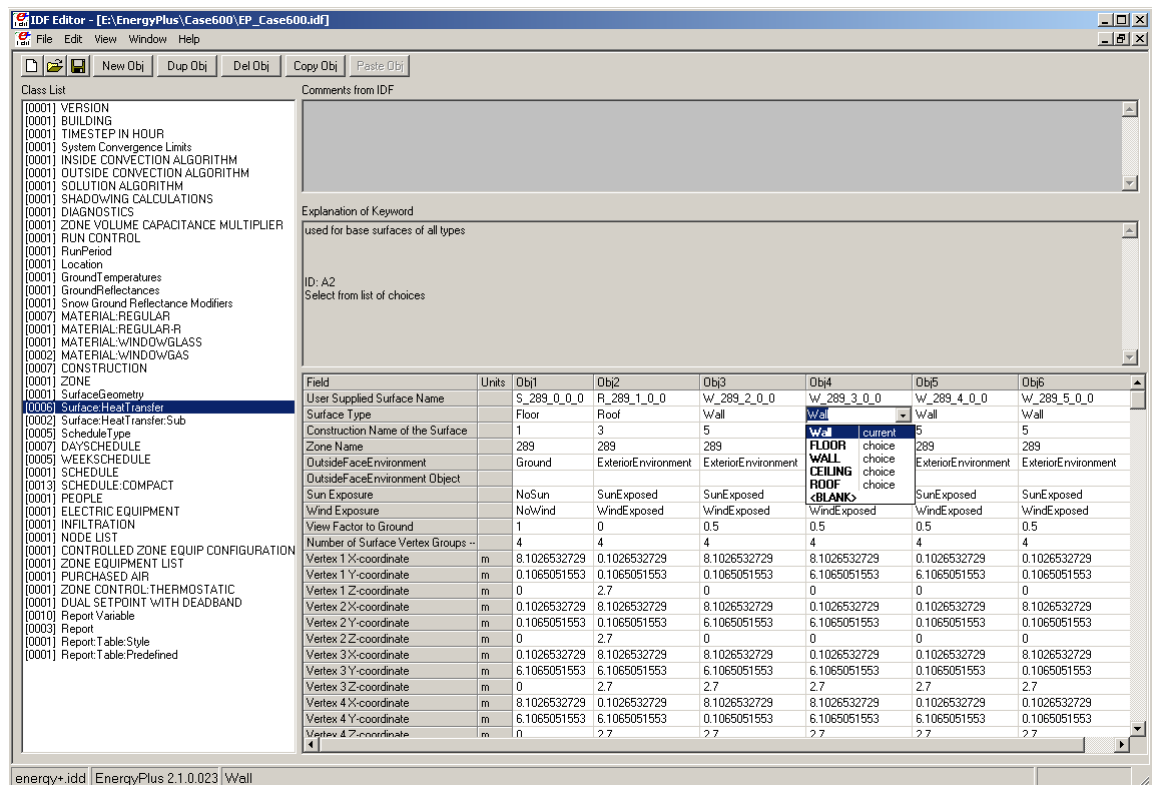 IDF Editor - [E:\EnergyPlus\Case600\EP_Case600.idf]
File Edit View Window Help
New Obj Dup Obj Del Obj Copy Obj Paste Obj
Class List
[0001] VERSION
[0001] BUILDING
[0001] TIMESTEP IN HOUR
[0001] System Convergence Limits
[0001] INSIDE CONVECTION ALGORITHM
[0001] OUTSIDE CONVECTION ALGORITHM
[0001] SOLUTION ALGORITHM
[0001] SHADOWING CALCULATIONS
[0001] DIAGNOSTICS
[0001] ZONE VOLUME CAPACITANCE MULTIPLIER
[0001] RUN CONTROL
[0001] RunPeriod
[0001] Location
[0001] GroundTemperatures
[0001] GroundReflectances
[0001] Snow Ground Reflectance Modifiers
[0007] MATERIAL:REGULAR
[0001] MATERIAL:REGULAR-R
[0001] MATERIAL:WINDOWGLASS
[0002] MATERIAL:WINDOWGAS
[0007] CONSTRUCTION
[0001] ZONE
[0001] SurfaceGeometry
[0006] Surface:HeatTransfer
[0002] Surface:HeatTransfer:Sub
[0005] ScheduleType
[0007] DAYSCHEDULE
[0005] WEEKSCHEDULE
[0001] SCHEDULE
[0013] SCHEDULE:COMPACT
[0001] PEOPLE
[0001] ELECTRIC EQUIPMENT
[0001] INFILTRATION
[0001] NODE LIST
[0001] CONTROLLED ZONE EQUIP CONFIGURATION
[0001] ZONE EQUIPMENT LIST
[0001] PURCHASED AIR
[0001] ZONE CONTROL:THERMOSTATIC
[0001] DUAL SETPOINT WITH DEADBAND
[0010] Report Variable
[0003] Report
[0001] Report:Table:Style
[0001] Report:Table:Predefined
Comments from IDF
Explanation of Keyword
used for base surfaces of all types
ID: A2
Select from list of choices
Field Units Obj1 Obj2 Obj3 Obj4 Obj5 Obj6
User Supplied Surface Name S_289_0_0_0 R_289_1_0_0 W_289_2_0_0 W_289_3_0_0 W_289_4_0_0 W_289_5_0_0
Surface Type Floor Roof Wall Wall Wall Wall
Construction Name of the Surface 1 3 5 5 5
Zone Name 289 289 289 289 289
OutsideFaceEnvironment Ground ExteriorEnvironment ExteriorEnvironment ExteriorEnvironment ExteriorEnvironment
OutsideFaceEnvironment Object
Sun Exposure NoSun SunExposed SunExposed SunExposed SunExposed
Wall current
FLOOR choice
WALL choice
CEILING choice
ROOF choice
<BLANK>
Wind Exposure NoWind WindExposed WindExposed WindExposed WindExposed WindExposed
View Factor to Ground 1 0 0.5 0.5 0.5 0.5
Number of Surface Vertex Groups -- 4 4 4 4 4 4
Vertex 1 X-coordinate m 8.1026532729 0.1026532729 8.1026532729 8.1026532729 0.1026532729 0.1026532729
Vertex 1 Y-coordinate m 0.1065051553 0.1065051553 0.1065051553 6.1065051553 6.1065051553 0.1065051553
Vertex 1 Z-coordinate m 0 2.7 0 0 0 0
Vertex 2 X-coordinate m 0.1026532729 8.1026532729 8.1026532729 0.1026532729 0.1026532729 8.1026532729
Vertex 2 Y-coordinate m 0.1065051553 0.1065051553 6.1065051553 6.1065051553 0.1065051553 0.1065051553
Vertex 2 Z-coordinate m 0 2.7 0 0 0 0
Vertex 3 X-coordinate m 0.1026532729 8.1026532729 8.1026532729 0.1026532729 0.1026532729 8.1026532729
Vertex 3 Y-coordinate m 6.1065051553 6.1065051553 6.1065051553 6.1065051553 0.1065051553 0.1065051553
Vertex 3 Z-coordinate m 0 2.7 2.7 2.7 2.7 2.7
Vertex 4 X-coordinate m 8.1026532729 0.1026532729 8.1026532729 8.1026532729 0.1026532729 0.1026532729
Vertex 4 Y-coordinate m 6.1065051553 6.1065051553 0.1065051553 6.1065051553 6.1065051553 0.1065051553
Vertex 4 Z-coordinate m 0 2.7 2.7 2.7 2.7 2.7
energy+.idd EnergyPlus 2.1.0.023 Wall